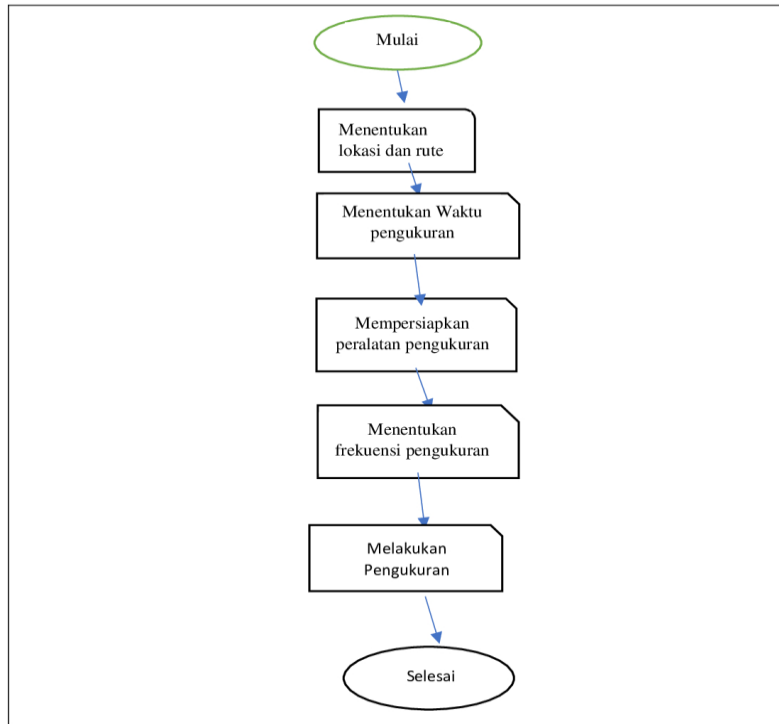 Mulai
Menentukan
lokasi dan rute
Menentukan Waktu
pengukuran
Mempersiapkan
peralatan pengukuran
Menentukan
frekuensi pengukuran
Melakukan
Pengukuran
Selesai